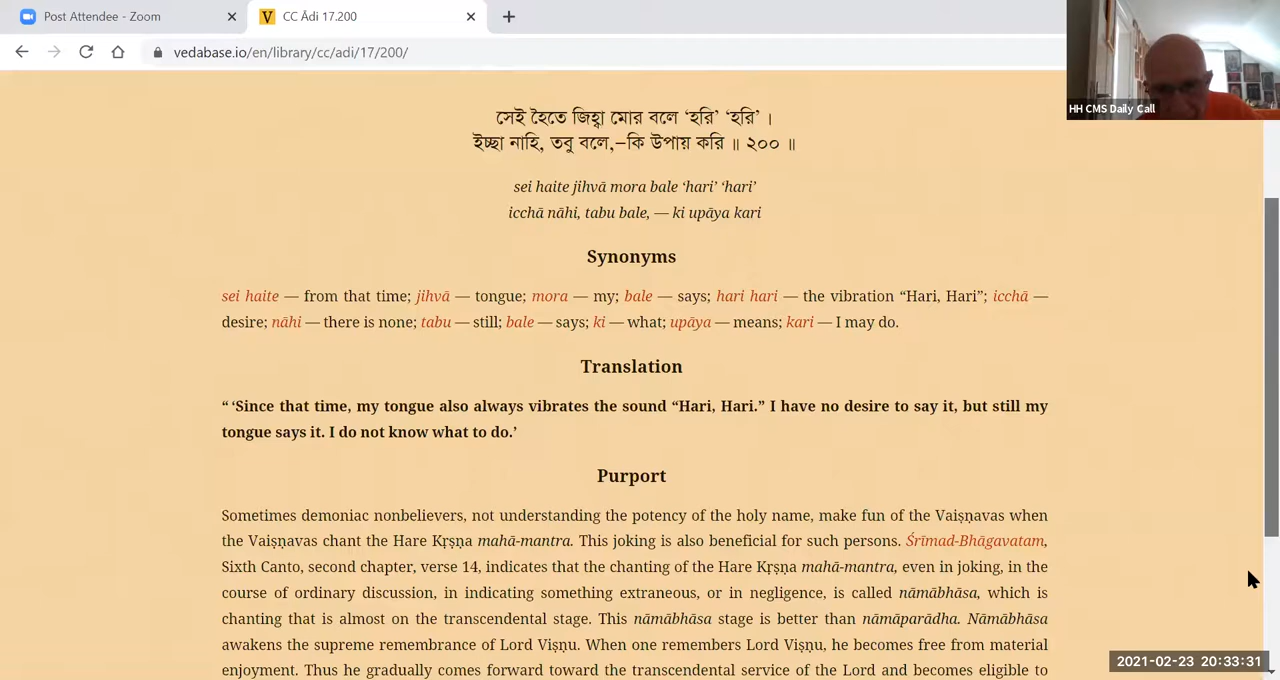 Post Attendee - Zoom
CC Ādi 17.200
vedabase.io/en/library/cc/adi/17/200/
HH CMS Daily Call
সেই হৈতে জিহ্বা মোর বলে ‘হরি’ ‘হরি’ ।
ইচ্ছা নাহি, তবু বলে,–কি উপায় করি ॥ ২০০ ॥
sei haite jihvā mora bale ‘hari’ ‘hari’
icchā nāhi, tabu bale, — ki upāya kari
Synonyms
sei haite — from that time; jihvā — tongue; mora — my; bale — says; hari hari — the vibration “Hari, Hari”; icchā —
desire; nāhi — there is none; tabu — still; bale — says; ki — what; upāya — means; kari — I may do.
Translation
“ ‘Since that time, my tongue also always vibrates the sound “Hari, Hari.” I have no desire to say it, but still my
tongue says it. I do not know what to do.’
Purport
Sometimes demoniac nonbelievers, not understanding the potency of the holy name, make fun of the Vaiṣṇavas when
the Vaiṣṇavas chant the Hare Kṛṣṇa mahā-mantra. This joking is also beneficial for such persons. Śrīmad-Bhāgavatam,
Sixth Canto, second chapter, verse 14, indicates that the chanting of the Hare Kṛṣṇa mahā-mantra, even in joking, in the
course of ordinary discussion, in indicating something extraneous, or in negligence, is called nāmābhāsa, which is
chanting that is almost on the transcendental stage. This nāmābhāsa stage is better than nāmāparādha. Nāmābhāsa
awakens the supreme remembrance of Lord Viṣṇu. When one remembers Lord Viṣṇu, he becomes free from material
enjoyment. Thus he gradually comes forward toward the transcendental service of the Lord and becomes eligible to
2021-02-23 20:33:31